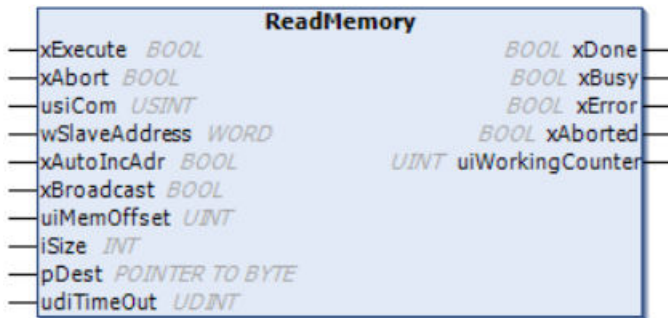 ReadMemory
xExecute BOOL BOOL xDone
xAbort BOOL BOOL xBusy
usiCom USINT BOOL xError
wSlaveAddress WORD BOOL xAborted
xAutoIncAdr BOOL UINT uiWorkingCounter
xBroadcast BOOL
uiMemOffset UINT
iSize INT
pDest POINTER TO BYTE
udiTimeOut UDINT